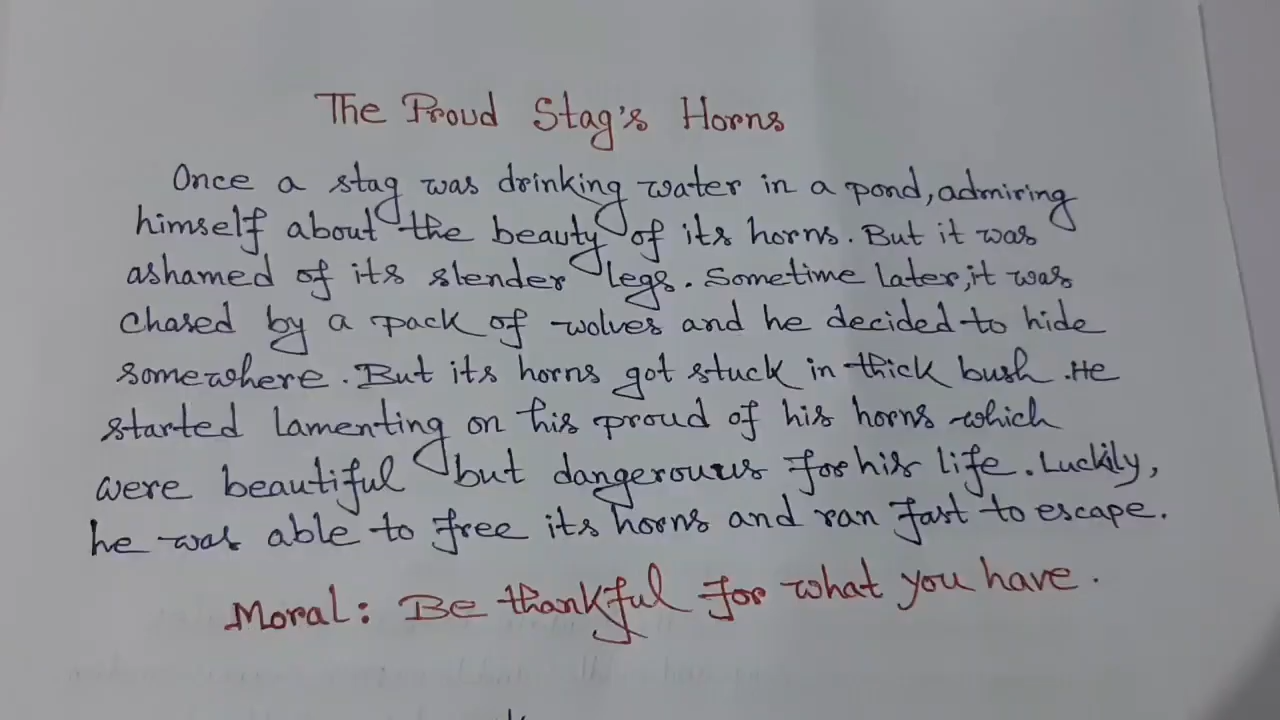 The Proud Stag's Horns
Once a stag was drinking water in a pond, admiring
himself about the beauty of its horns. But it was
ashamed of its slender legs. Sometime later, it was
chased by a pack of wolves and he decided to hide
somewhere. But its horns got stuck in thick bush. He
started lamenting on his proud of his horns which
were beautiful but dangerouus for his life. Luckily,
he was able to free its horns and ran fast to escape.
Moral: Be thankful for what you have.